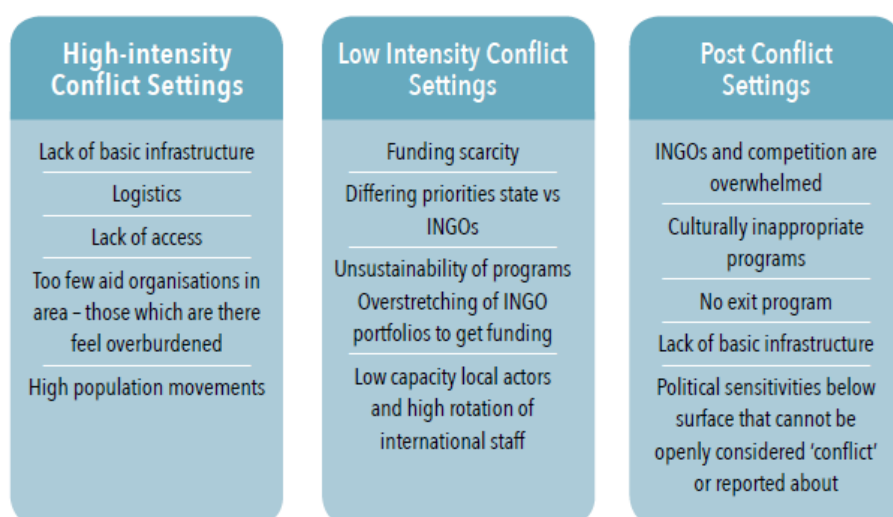 High-intensity
Conflict Settings
Lack of basic infrastructure
Logistics
Lack of access
Too few aid organisations in
area – those which are there
feel overburdened
High population movements
Low Intensity Conflict
Settings
Funding scarcity
Differing priorities state vs
INGOs
Unsustainability of programs
Overstretching of INGO
portfolios to get funding
Low capacity local actors
and high rotation of
international staff
Post Conflict
Settings
INGOs and competition are
overwhelmed
Culturally inappropriate
programs
No exit program
Lack of basic infrastructure
Political sensitivities below
surface that cannot be
openly considered ‘conflict’
or reported about